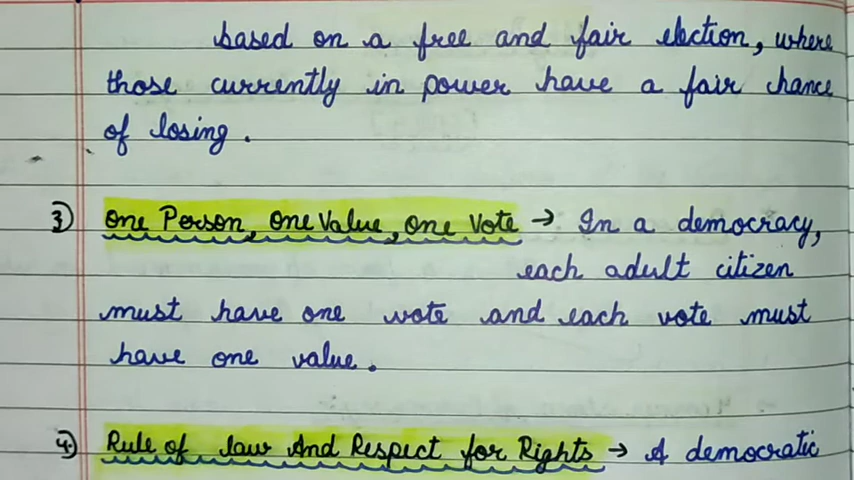 based on a free and fair election, where
those currently in power have a fair chance
of losing.
3) One Person, one Value, one Vote → In a democracy,
each adult citizen
must have one vote and each vote must
have one value.
4) Rule of law And Respect for Rights → A democratic